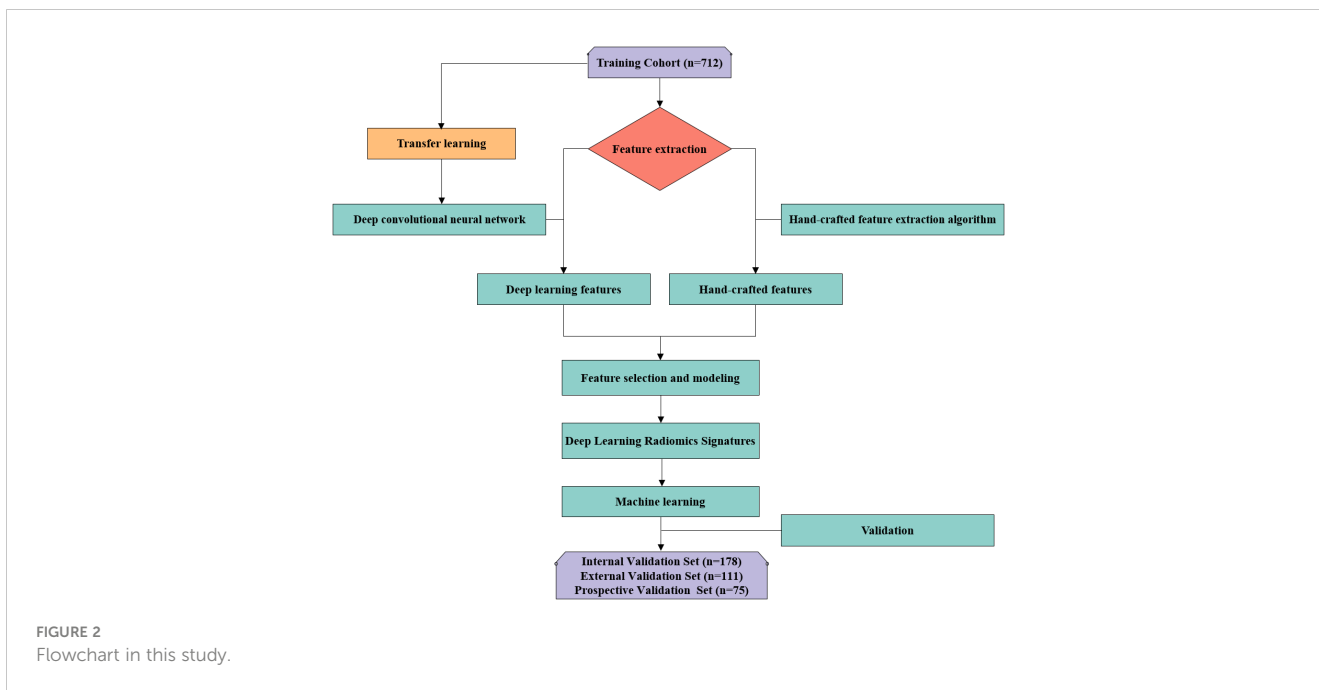 Training Cohort (n=712)
Transfer learning
Feature extraction
Deep convolutional neural network
Hand-crafted feature extraction algorithm
Deep learning features
Hand-crafted features
Feature selection and modeling
Deep Learning Radiomics Signatures
Machine learning
Validation
Internal Validation Set (n=178)
External Validation Set (n=111)
Prospective Validation Set (n=75)
FIGURE 2
Flowchart in this study.